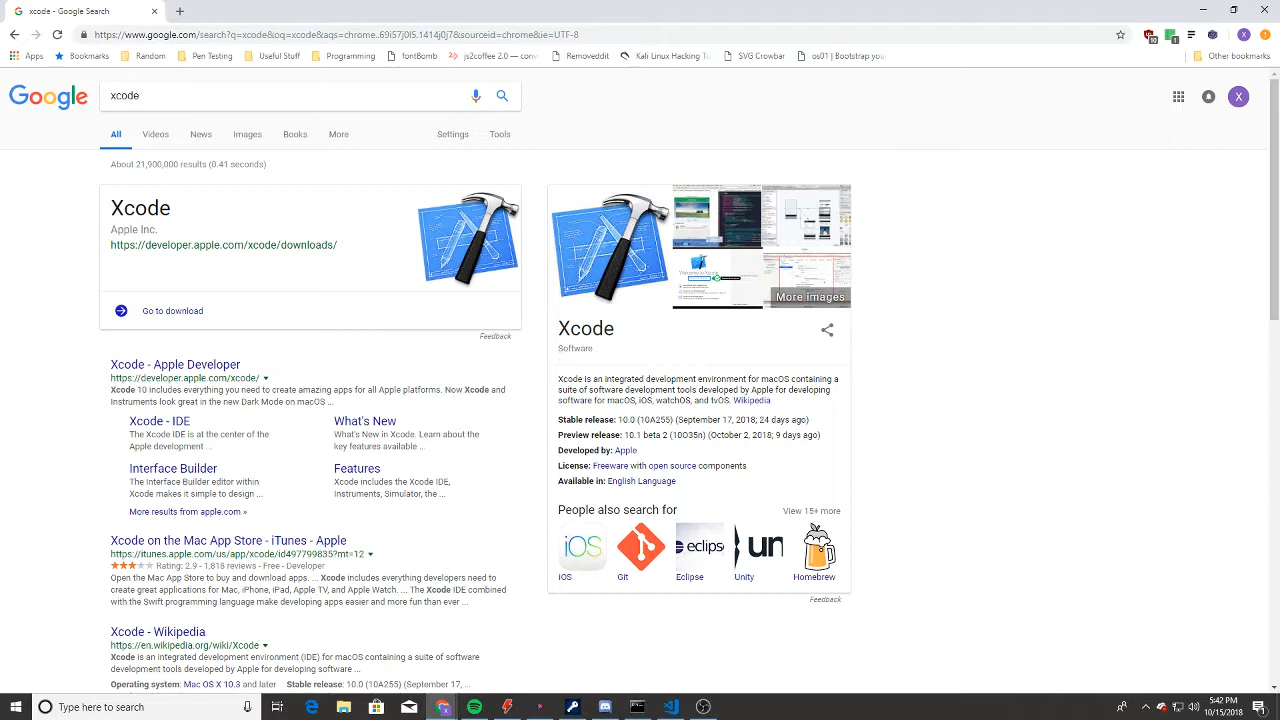 xcode - Google Search
https://www.google.com/search?q=xcode&oq=xcode&aqs=chrome..69i57j0l5.1414j0j7&sourceid=chrome&ie=UTF-8
Apps Bookmarks Random Pen Testing Useful Stuff Programming fontBomb js2coffee 2.0 — conv Removeddit Kali Linux Hacking Tu SVG Crowbar os01 | Bootstrap your Other bookmarks
Google xcode X
All Videos News Images Books More Settings Tools
About 21,900,000 results (0.41 seconds)
Xcode
Apple Inc.
https://developer.apple.com/xcode/downloads/
Go to download
Feedback
Xcode - Apple Developer
https://developer.apple.com/xcode/
Xcode 10 includes everything you need to create amazing apps for all Apple platforms. Now Xcode and
Instruments look great in the new Dark Mode on macOS ...
Xcode - IDE
The Xcode IDE is at the center of the
Apple development ...
What's New
What's New in Xcode. Learn about the
key features available ...
Interface Builder
The Interface Builder editor within
Xcode makes it simple to design ...
Features
Xcode includes the Xcode IDE,
Instruments, Simulator, the ...
More results from apple.com »
Xcode on the Mac App Store - iTunes - Apple
https://itunes.apple.com/us/app/xcode/id497799835?mt=12
Rating: 2.9 - 1,818 reviews - Free - Developer
Open the Mac App Store to buy and download apps. ... Xcode includes everything developers need to
create great applications for Mac, iPhone, iPad, Apple TV, and Apple Watch. ... The Xcode IDE combined
with the Swift programming language make developing apps easier and more fun than ever ...
Xcode - Wikipedia
https://en.wikipedia.org/wiki/Xcode
Xcode is an integrated development environment (IDE) for macOS containing a suite of software
development tools developed by Apple for developing software ...
Operating system: Mac OS X 10.3 and later Stable release: 10.0 (10A255) (September 17, ...
More images
Xcode
Software
Xcode is an integrated development environment for macOS containing a
suite of software development tools developed by Apple for developing
software for macOS, iOS, watchOS, and tvOS. Wikipedia
Stable release: 10.0 (10A255) (September 17, 2018; 24 days ago)
Preview release: 10.1 beta 2 (10O35n) (October 2, 2018; 9 days ago)
Developed by: Apple
License: Freeware with open source components
Available in: English Language
People also search for View 15+ more
iOS eclipse un
iOS Git Eclipse Unity Homebrew
Feedback
Type here to search
5:42 PM
10/15/2018